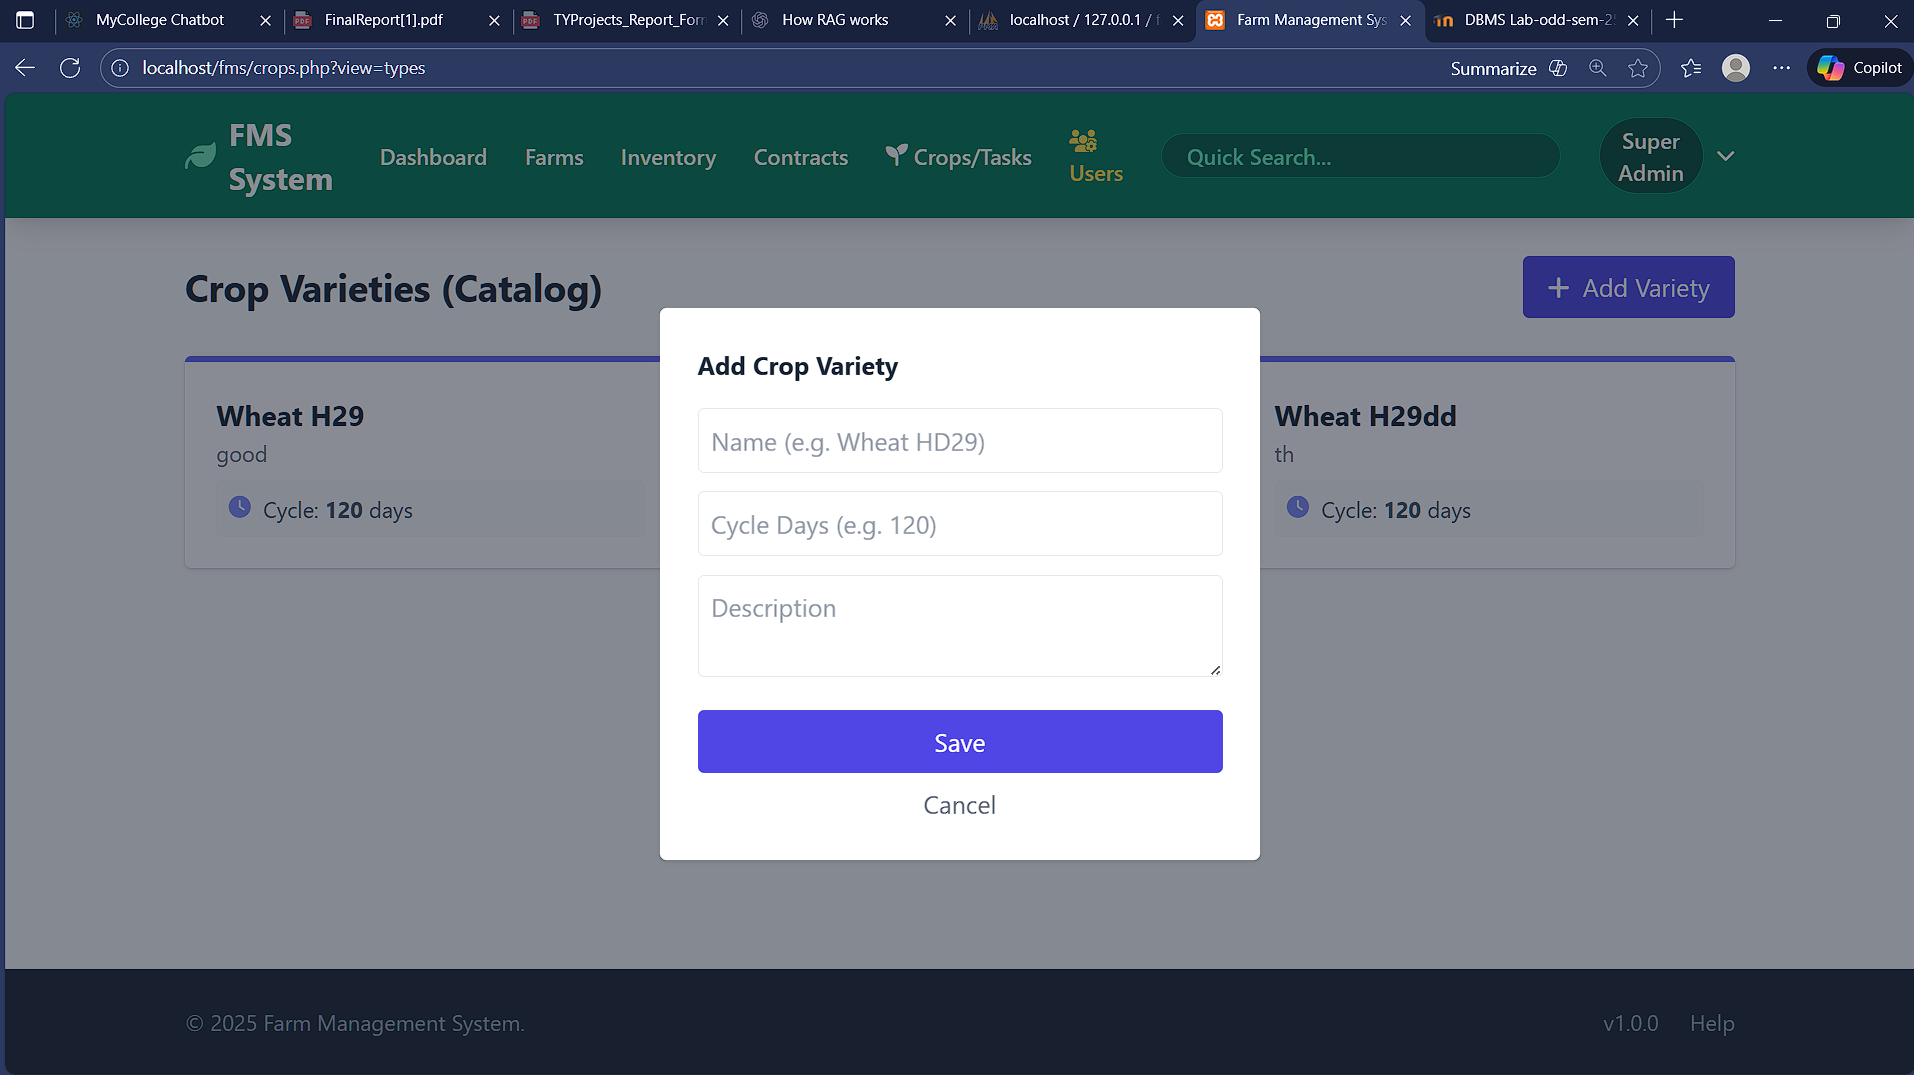 MyCollege Chatbot
FinalReport[1].pdf
TYProjects_Report_Form
How RAG works
localhost / 127.0.0.1 / f
Farm Management Sys
DBMS Lab-odd-sem-25
localhost/fms/crops.php?view=types
Summarize
Copilot
FMS System
Dashboard
Farms
Inventory
Contracts
Crops/Tasks
Users
Quick Search...
Super Admin
Crop Varieties (Catalog)
Add Variety
Wheat H29
good
Cycle: 120 days
Add Crop Variety
Name (e.g. Wheat HD29)
Cycle Days (e.g. 120)
Description
Save
Cancel
Wheat H29dd
th
Cycle: 120 days
© 2025 Farm Management System.
v1.0.0
Help